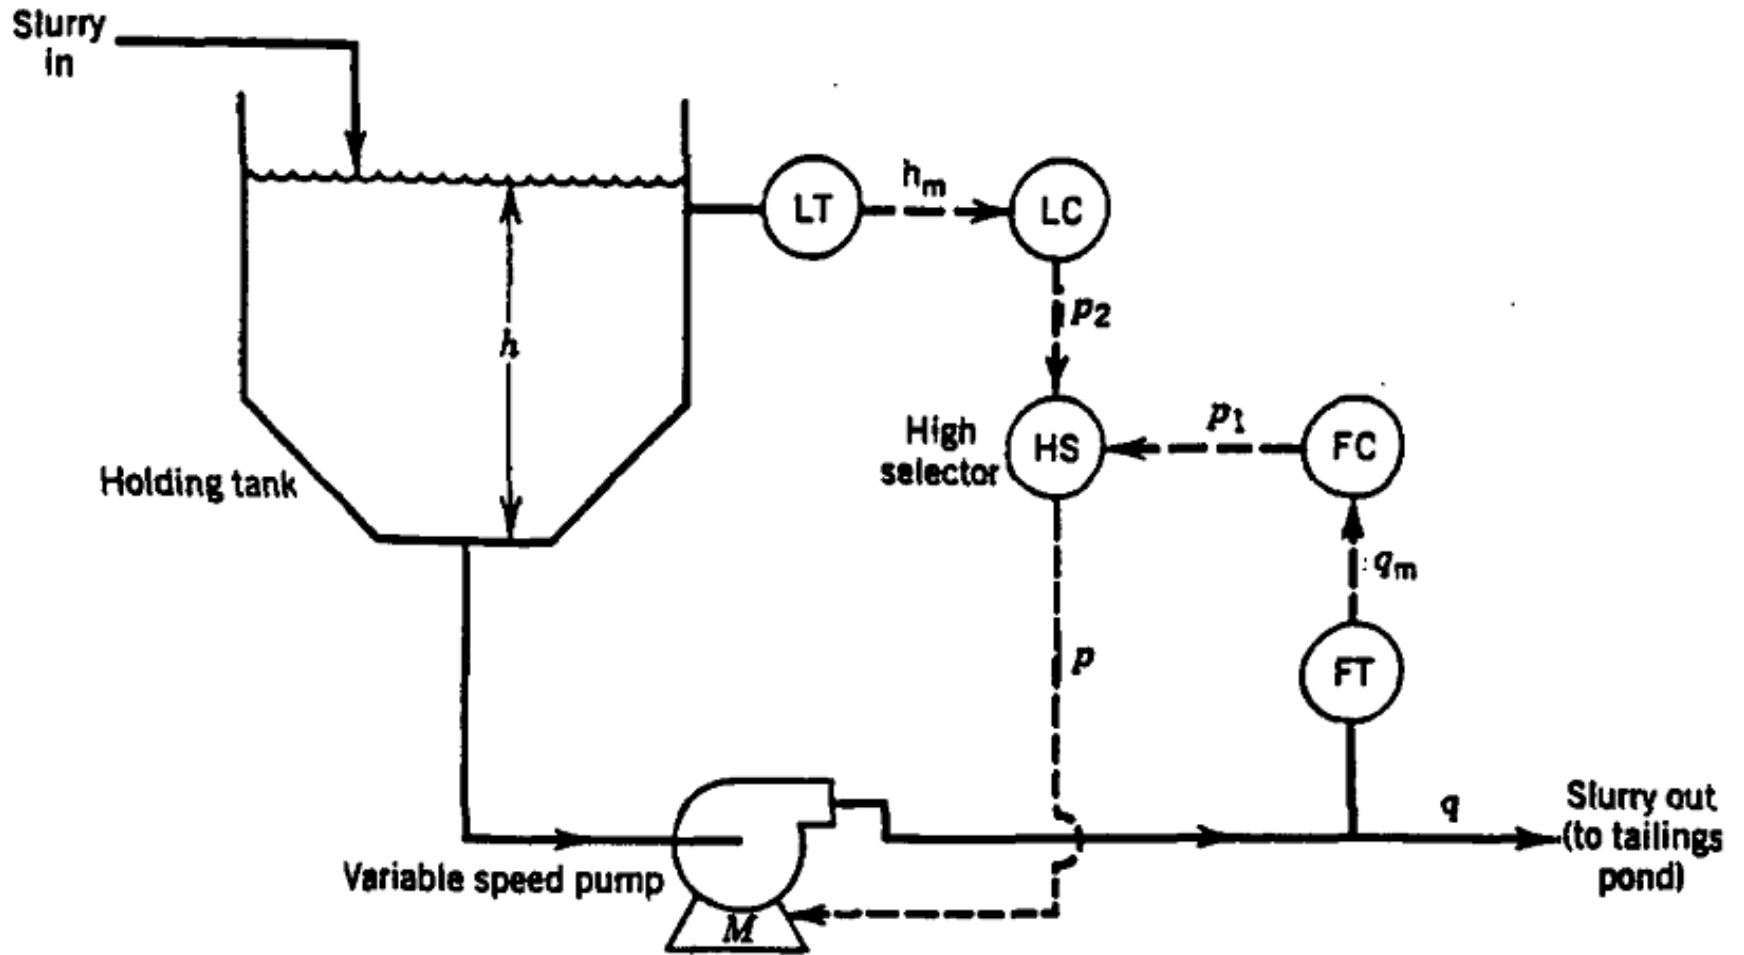 Slurry
in
LT
h_m
LC
p_2
h
High
selector
HS
p_1
FC
Holding tank
q_m
p
FT
q
Slurry out
(to tailings
pond)
Variable speed pump
M